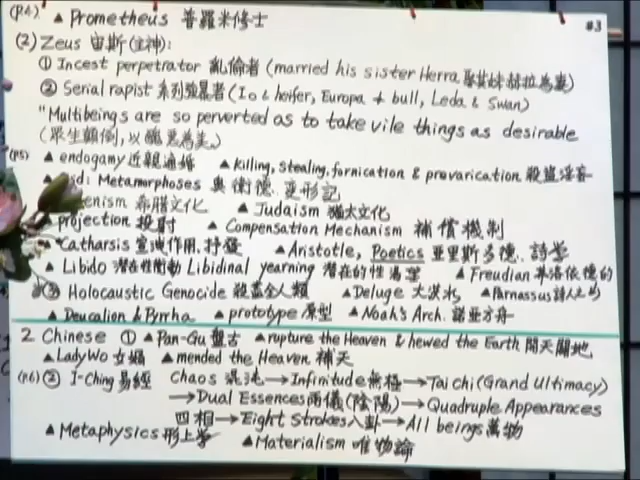 (P.4) ▲ Prometheus 普羅米修士 #3
(2) Zeus 宙斯(主神):
① Incest perpetrator 亂倫者 (married his sister Herra 娶其妹赫拉為妻)
② Serial rapist 系列強暴者 (Io & heifer, Europa & bull, Leda & Swan)
"Multibeings are so perverted as to take vile things as desirable
(眾生顛倒,以醜惡為美。)
(P5) ▲ endogamy 近親通婚 ▲ killing, stealing, fornication & prevarication 殺盜淫妄
Metamorphoses 奧衛德 變形記
enism 希腊文化 ▲ Judaism 猶太文化
▲ projection 投射 ▲ Compensation Mechanism 補償機制
▲ Catharsis 宣洩作用,抒發 ▲ Aristotle, Poetics 亞里斯多德、詩學
▲ Libido 潛在性衝動 Libidinal yearning 潛在的性渴望 ▲ Freudian 弗洛依德的
③ Holocaustic Genocide 殺盡全人類 ▲ Deluge 大洪水 ▲ Parnassus 詩人之山
▲ Deucalion & Pyrrha ▲ prototype 原型 ▲ Noah's Arch. 諾亞方舟
2 Chinese ① ▲ Pan-Gu 盤古 ▲ rupture the Heaven & hewed the Earth 開天闢地
▲ Lady Wo 女媧 ▲ mended the Heaven 補天
(P.6) ② I-Ching 易經 Chaos 混沌 → Infinitude 無極 → Tai chi (Grand Ultimacy)
→ Dual Essences 兩儀 (陰陽) → Quadruple Appearances
四相 → Eight Strokes 八卦 → All beings 萬物
▲ Metaphysics 形上學 ▲ Materialism 唯物論